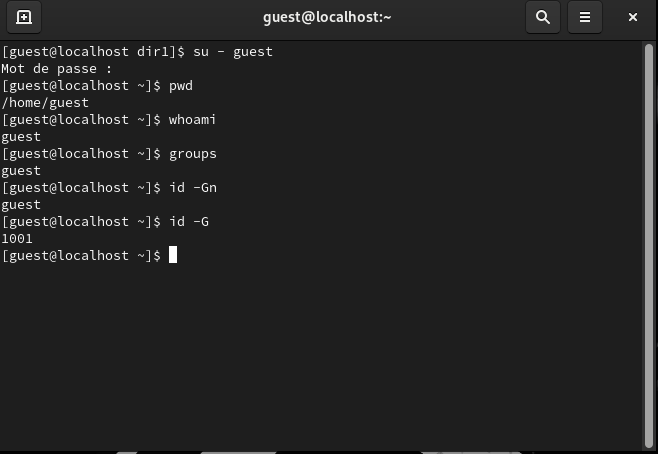 guest@localhost:~
[guest@localhost dir1]$ su - guest
Mot de passe :
[guest@localhost ~]$ pwd
/home/guest
[guest@localhost ~]$ whoami
guest
[guest@localhost ~]$ groups
guest
[guest@localhost ~]$ id -Gn
guest
[guest@localhost ~]$ id -G
1001
[guest@localhost ~]$